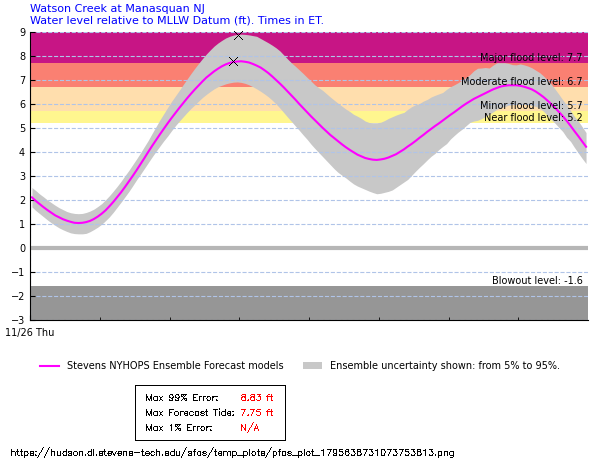 Watson Creek at Manasquan NJ
Water level relative to MLLW Datum (ft). Times in ET.
9
8
Major flood level: 7.7
7
Moderate flood level: 6.7
6
Minor flood level: 5.7
Near flood level: 5.2
5
4
3
2
1
0
−1
Blowout level: -1.6
−2
−3
11/26 Thu
Stevens NYHOPS Ensemble Forecast models
Ensemble uncertainty shown: from 5% to 95%.
Max 99% Error: 8.83 ft
Max Forecast Tide: 7.75 ft
Max 1% Error: N/A
https://hudson.dl.stevens-tech.edu/sfas/temp_plots/pfas_plot_1795638731073753813.png